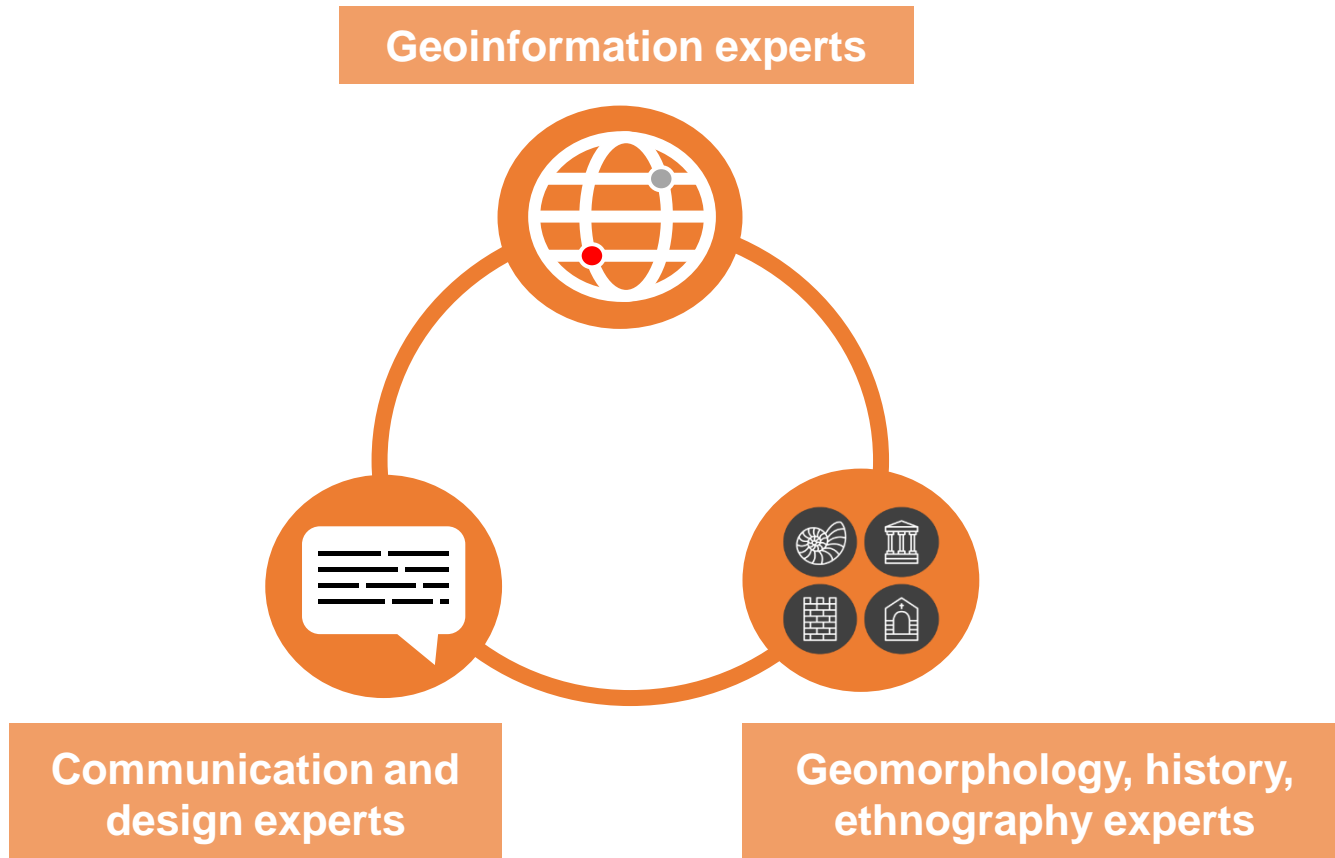 Geoinformation experts
Communication and
design experts
Geomorphology, history,
ethnography experts